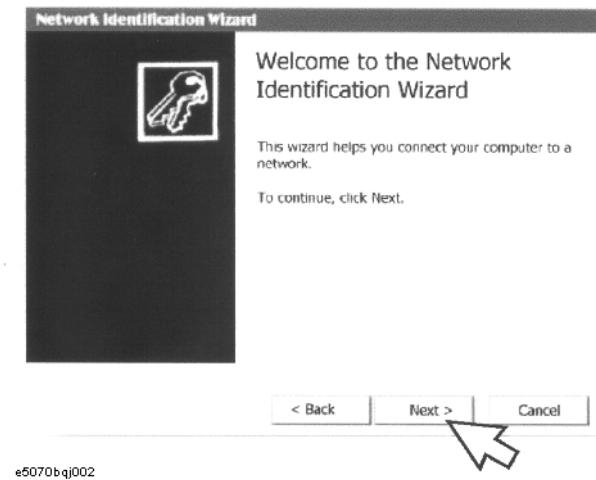 Network Identification Wizard
Welcome to the Network
Identification Wizard
This wizard helps you connect your computer to a
network.
To continue, click Next.
< Back
Next >
Cancel
e5070bqj002